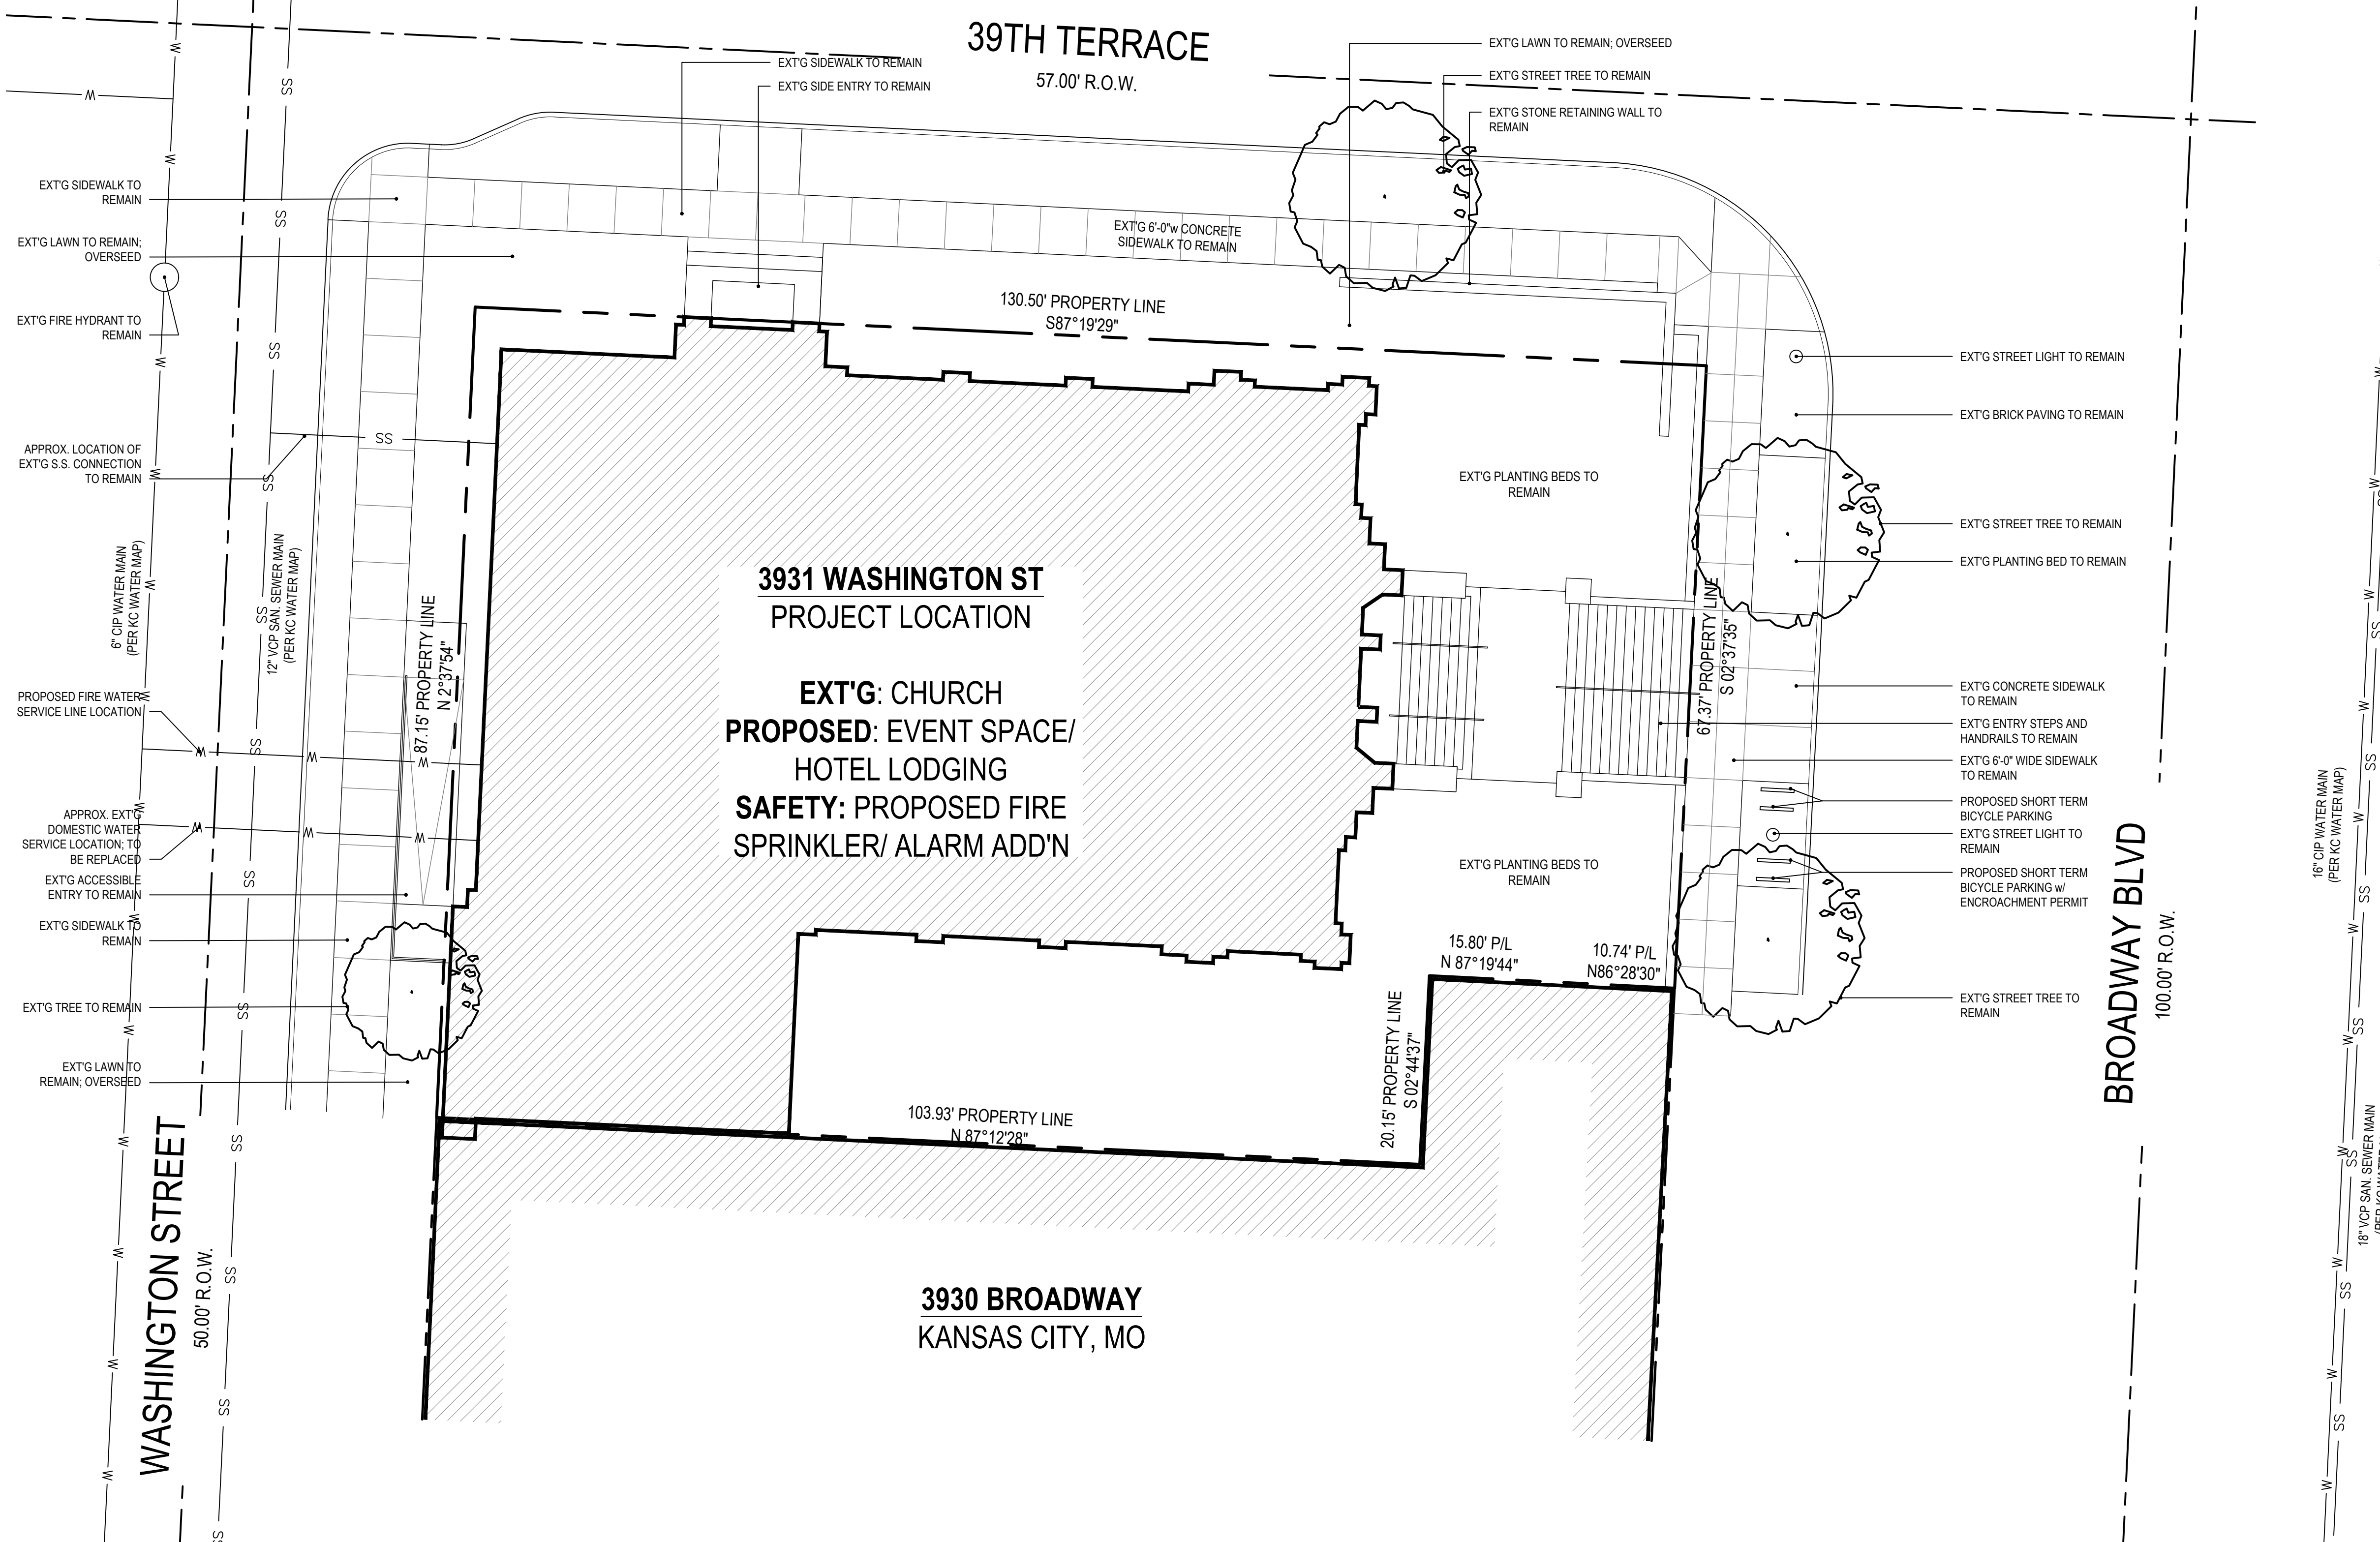 39TH TERRACE
57.00' R.O.W.
EXT'G SIDEWALK TO REMAIN
EXT'G SIDE ENTRY TO REMAIN
EXT'G LAWN TO REMAIN; OVERSEED
EXT'G STREET TREE TO REMAIN
EXT'G STONE RETAINING WALL TO
REMAIN
EXT'G SIDEWALK TO
REMAIN
EXT'G LAWN TO REMAIN;
OVERSEED
EXT'G FIRE HYDRANT TO
REMAIN
APPROX. LOCATION OF
EXT'G S.S. CONNECTION
TO REMAIN
6" CIP WATER MAIN
(PER KC WATER MAP)
12" VCP SAN. SEWER MAIN
(PER KC WATER MAP)
PROPOSED FIRE WATER
SERVICE LINE LOCATION
APPROX. EXT'G
DOMESTIC WATER
SERVICE LOCATION; TO
BE REPLACED
EXT'G ACCESSIBLE
ENTRY TO REMAIN
EXT'G SIDEWALK TO
REMAIN
EXT'G TREE TO REMAIN
EXT'G LAWN TO
REMAIN; OVERSEED
WASHINGTON STREET
50.00' R.O.W.
EXT'G 6'-0"w CONCRETE
SIDEWALK TO REMAIN
130.50' PROPERTY LINE
S87°19'29"
87.15' PROPERTY LINE
N 2°37'54"
3931 WASHINGTON ST
PROJECT LOCATION
EXT'G: CHURCH
PROPOSED: EVENT SPACE/
HOTEL LODGING
SAFETY: PROPOSED FIRE
SPRINKLER/ ALARM ADD'N
EXT'G PLANTING BEDS TO
REMAIN
67.37' PROPERTY LINE
S 02°37'35"
EXT'G PLANTING BEDS TO
REMAIN
15.80' P/L
N 87°19'44"
10.74' P/L
N86°28'30"
20.15' PROPERTY LINE
S 02°44'37"
103.93' PROPERTY LINE
N 87°12'28"
3930 BROADWAY
KANSAS CITY, MO
EXT'G STREET LIGHT TO REMAIN
EXT'G BRICK PAVING TO REMAIN
EXT'G STREET TREE TO REMAIN
EXT'G PLANTING BED TO REMAIN
EXT'G CONCRETE SIDEWALK
TO REMAIN
EXT'G ENTRY STEPS AND
HANDRAILS TO REMAIN
EXT'G 6'-0" WIDE SIDEWALK
TO REMAIN
PROPOSED SHORT TERM
BICYCLE PARKING
EXT'G STREET LIGHT TO
REMAIN
PROPOSED SHORT TERM
BICYCLE PARKING w/
ENCROACHMENT PERMIT
EXT'G STREET TREE TO
REMAIN
BROADWAY BLVD
100.00' R.O.W.
16" CIP WATER MAIN
(PER KC WATER MAP)
18" VCP SAN. SEWER MAIN